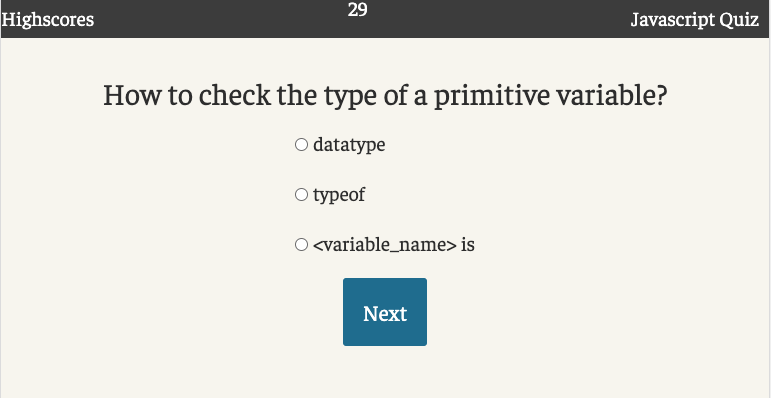 Highscores
29
Javascript Quiz
How to check the type of a primitive variable?
datatype
typeof
<variable_name> is
Next